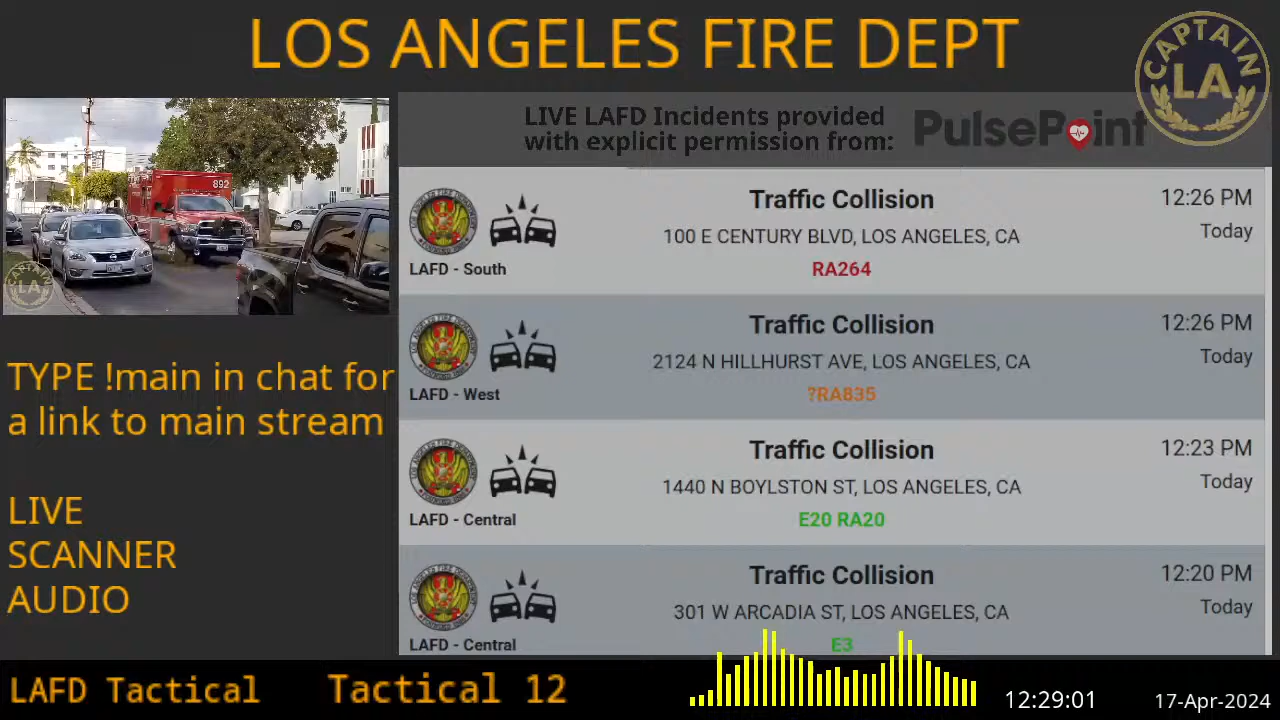 LOS ANGELES FIRE DEPT
CAPTAIN
LA
LIVE LAFD Incidents provided
with explicit permission from:
PulsePoint
892
LA
Traffic Collision
12:26 PM
100 E CENTURY BLVD, LOS ANGELES, CA
Today
LAFD - South
RA264
Traffic Collision
12:26 PM
2124 N HILLHURST AVE, LOS ANGELES, CA
Today
LAFD - West
?RA835
Traffic Collision
12:23 PM
1440 N BOYLSTON ST, LOS ANGELES, CA
Today
LAFD - Central
E20 RA20
Traffic Collision
12:20 PM
301 W ARCADIA ST, LOS ANGELES, CA
Today
LAFD - Central
E3
TYPE !main in chat for
a link to main stream
LIVE
SCANNER
AUDIO
LAFD Tactical
Tactical 12
12:29:01
17-Apr-2024